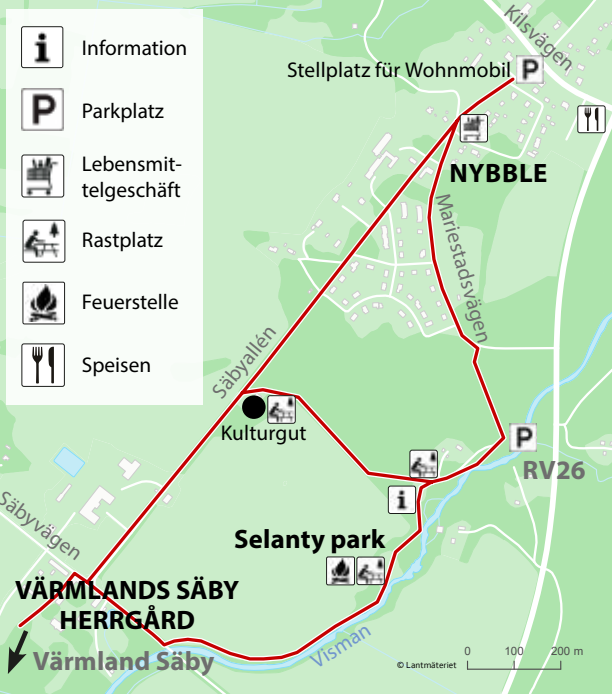 i
Information
P
Parkplatz
Lebensmit-
telgeschäft
Rastplatz
Feuerstelle
Speisen
Kilsvägen
Stellplatz für Wohnmobil
P
NYBBLE
Mariestadsvägen
Säbyallén
Kulturgut
P
RV26
i
Säbyvägen
Selanty park
VÄRMLANDS SÄBY
HERRGÅRD
Värmland Säby
Visman
© Lantmäteriet
0 100 200 m